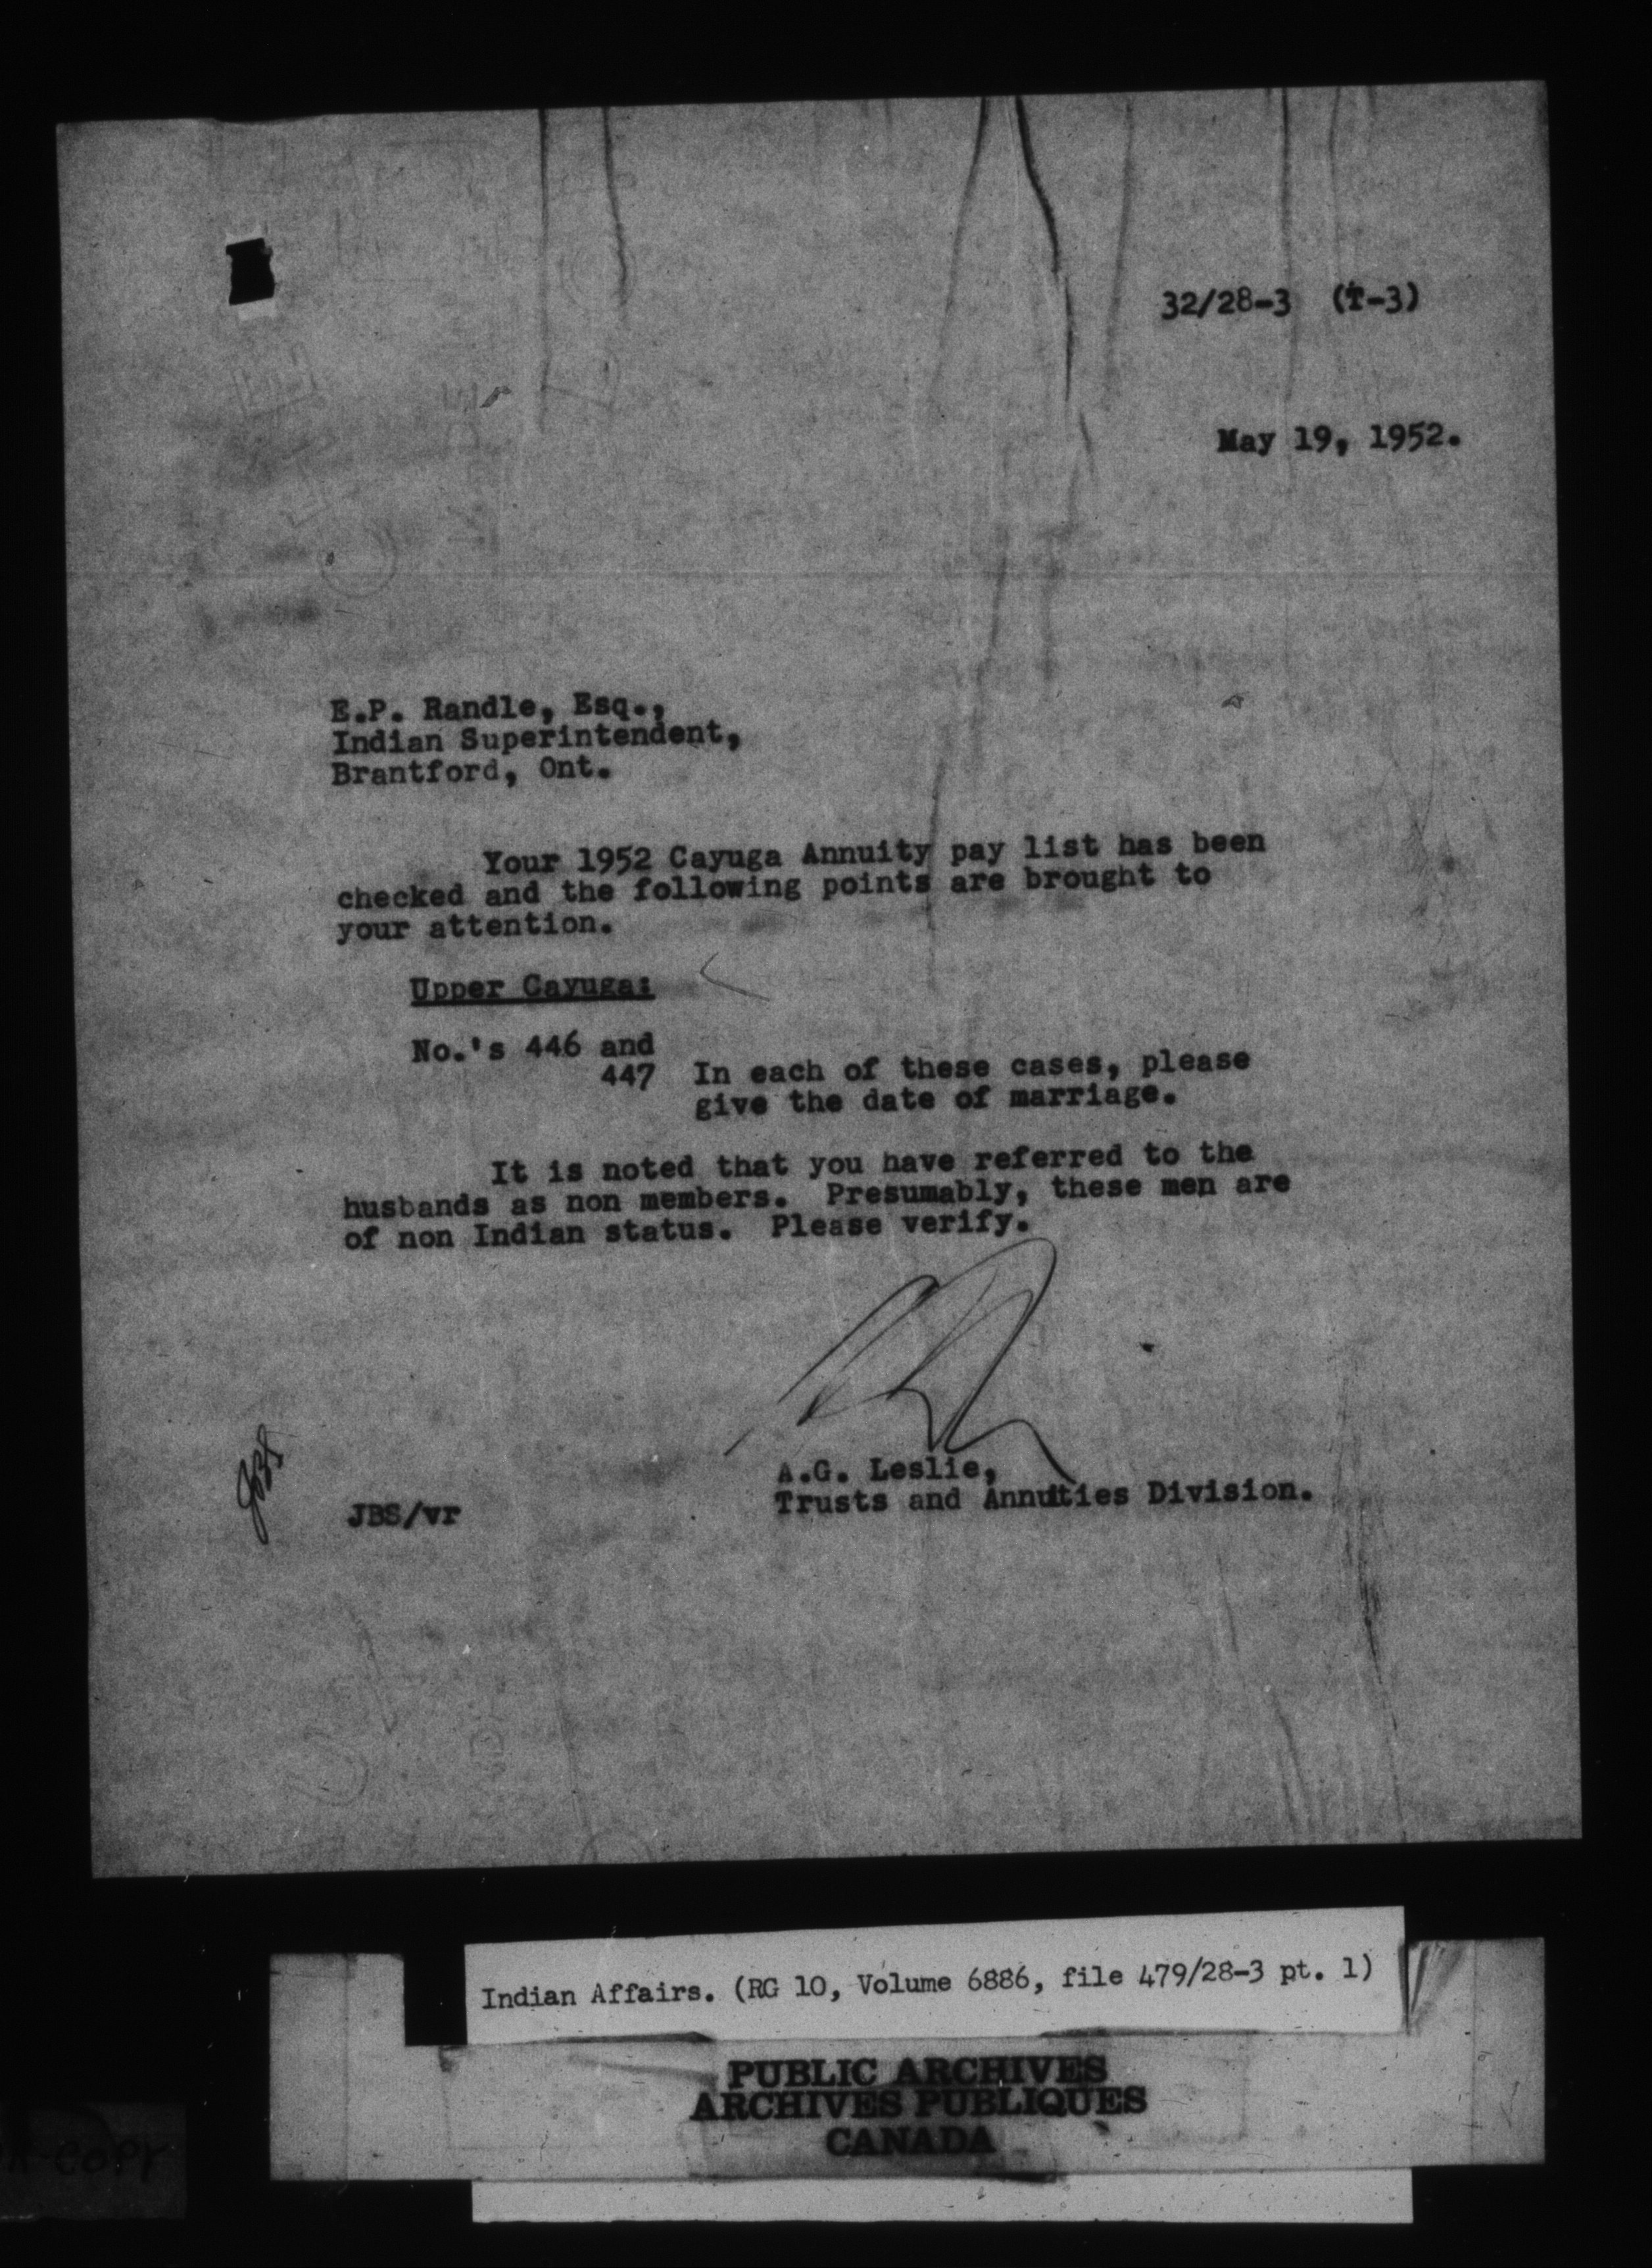 32/28-3 (T-3)
May 19, 1952.
E.P. Randle, Esq.,
Indian Superintendent,
Brantford, Ont.
Your 1952 Cayuga Annuity pay list has been
checked and the following points are brought to
your attention.
Upper Cayuga:
No.'s 446 and
447 In each of these cases, please
give the date of marriage.
It is noted that you have referred to the
husbands as non members. Presumably, these men are
of non Indian status. Please verify.
A.G. Leslie,
Trusts and Annuities Division.
JBS
JBS/vr
Indian Affairs. (RG 10, Volume 6886, file 479/28-3 pt. 1)
PUBLIC ARCHIVES
ARCHIVES PUBLIQUES
CANADA
COPY